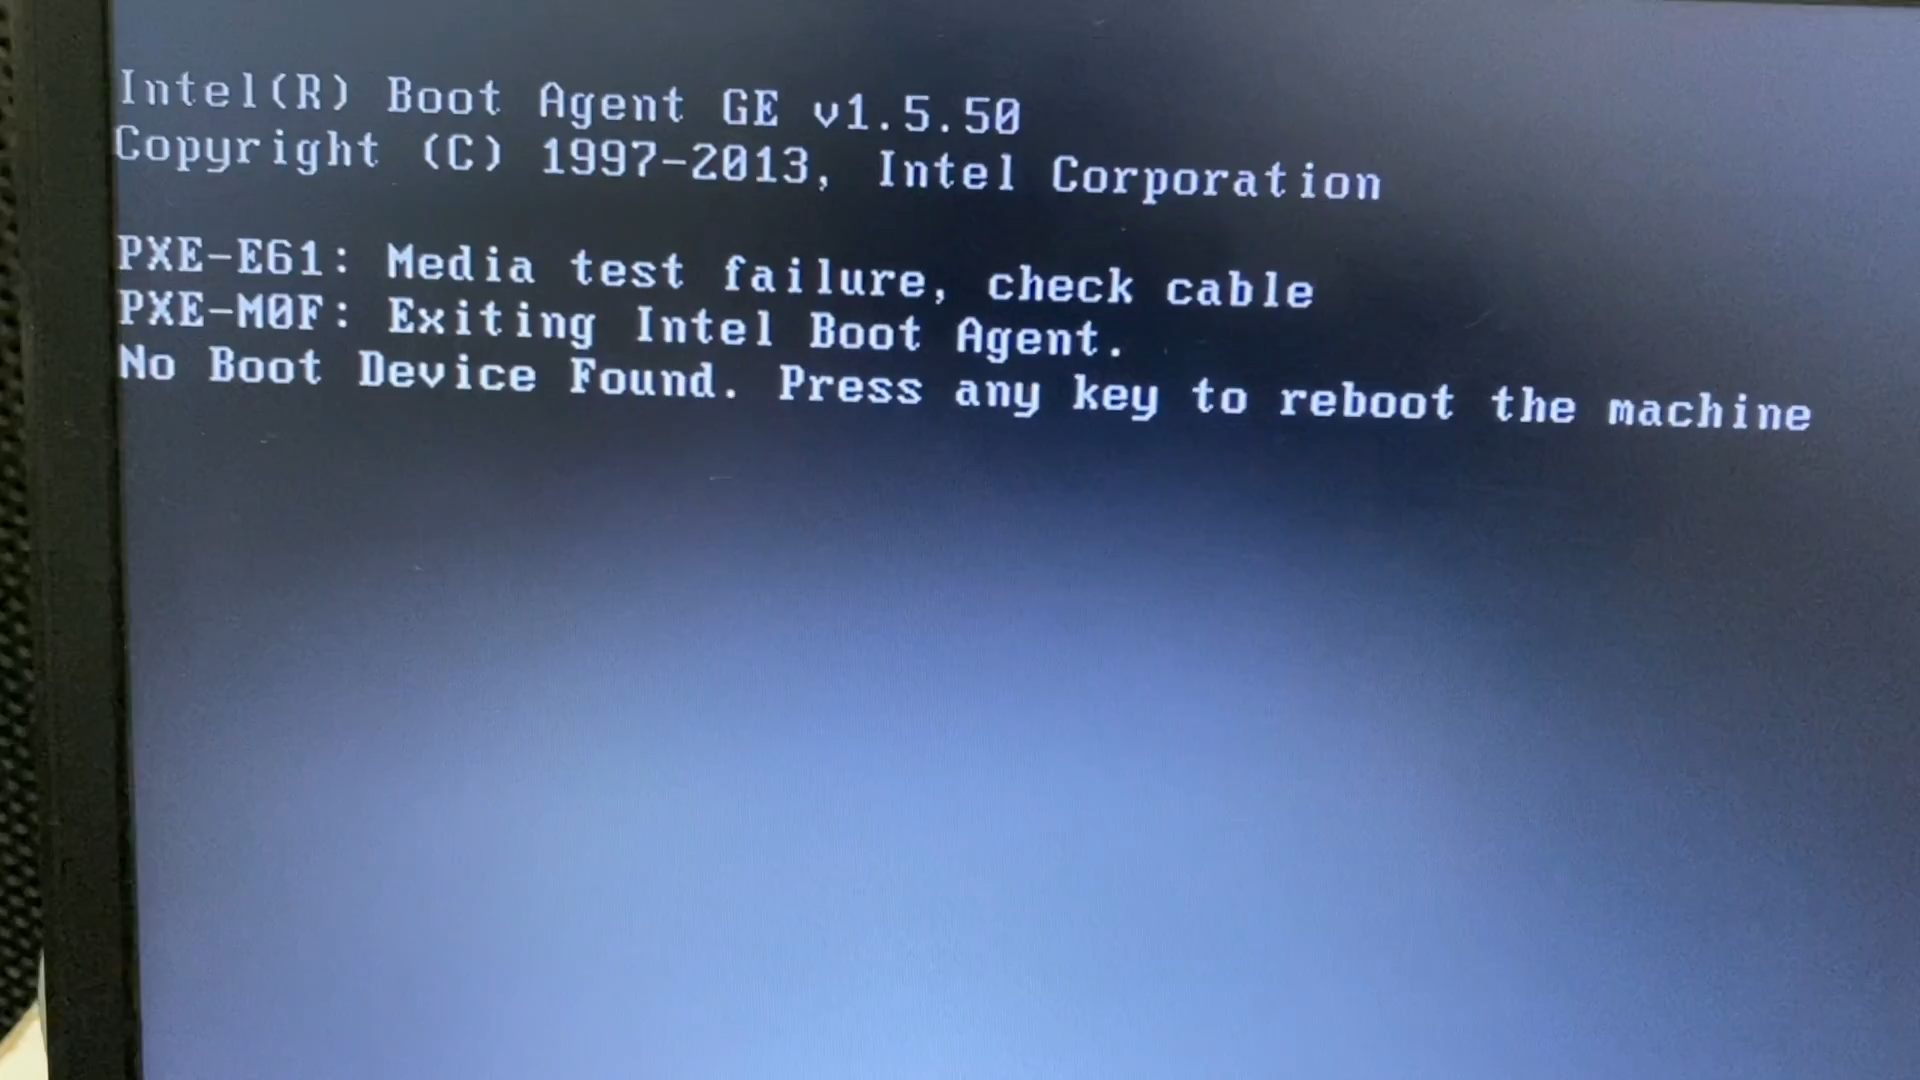 Intel(R) Boot Agent GE v1.5.50
Copyright (C) 1997-2013, Intel Corporation
PXE-E61: Media test failure, check cable
PXE-M0F: Exiting Intel Boot Agent.
No Boot Device Found. Press any key to reboot the machine